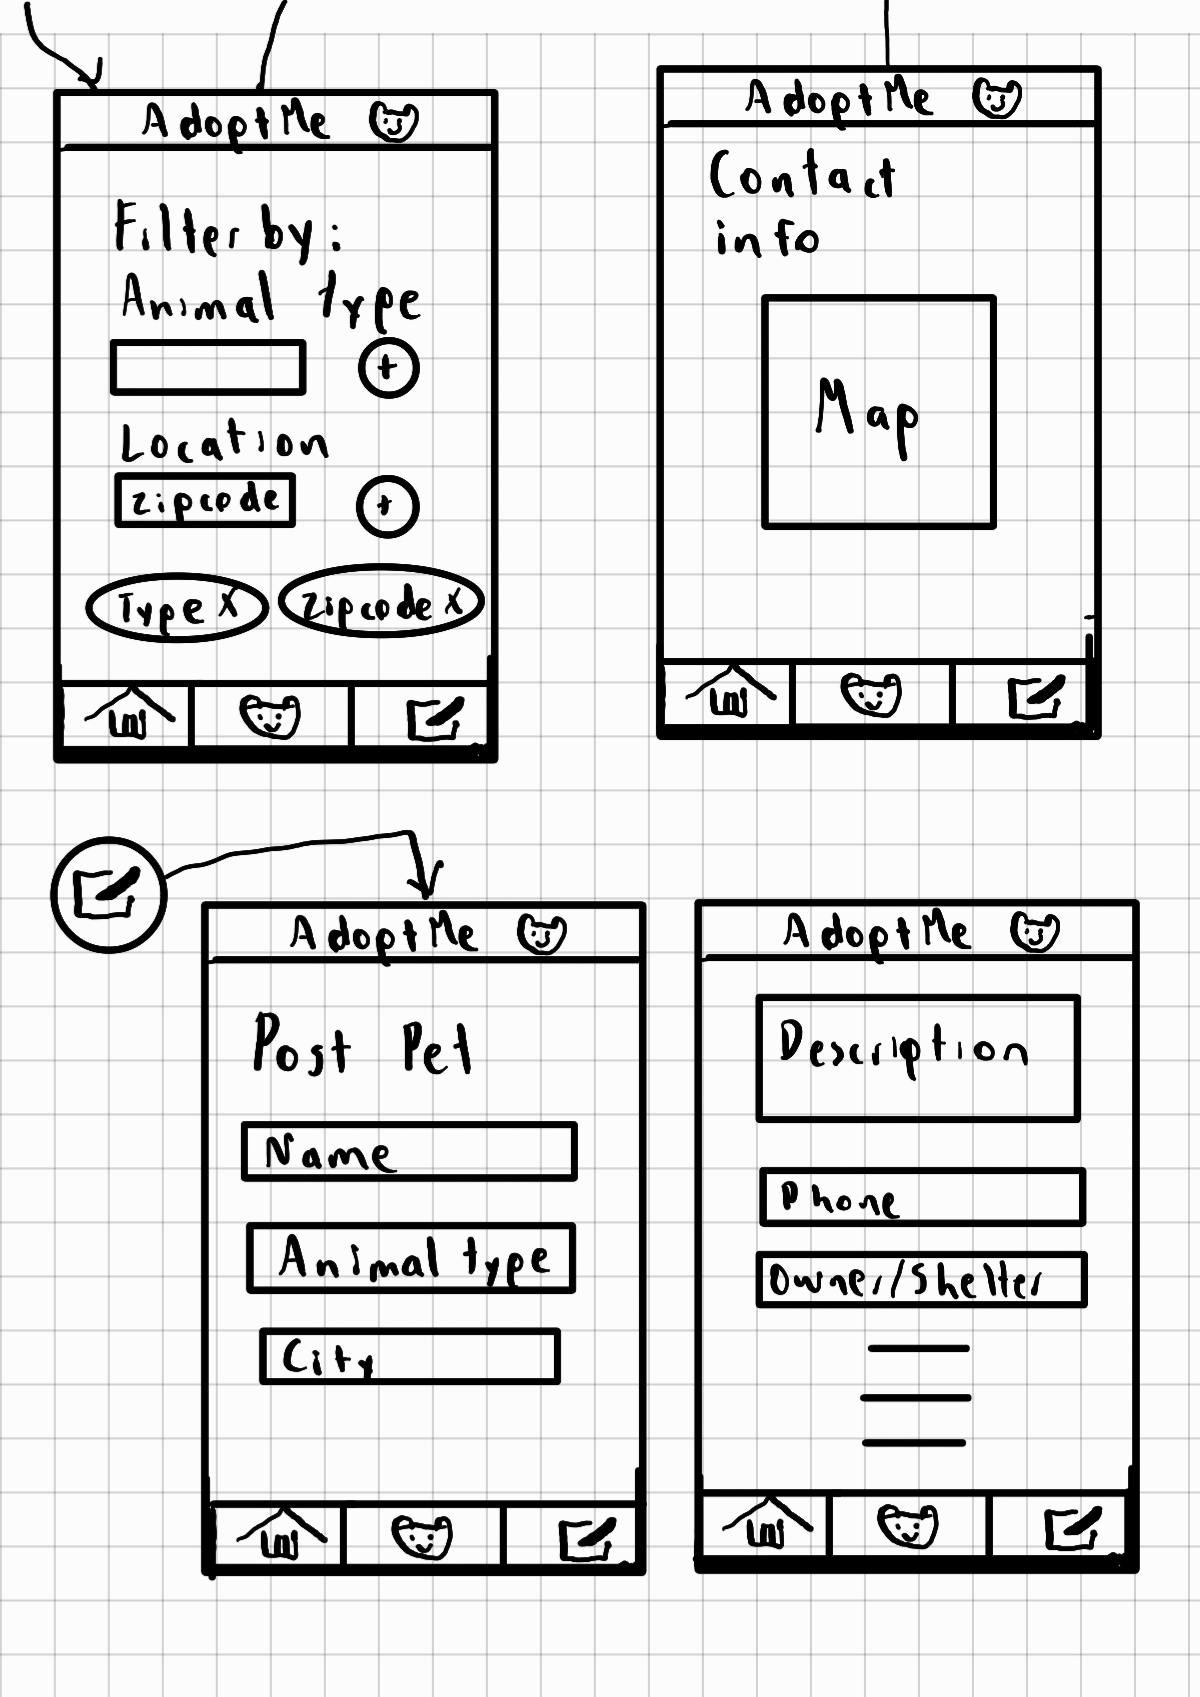 AdoptMe
Filter by:
Animal type
+
Location
zipcode
+
Type X
zipcode X
AdoptMe
Contact
info
Map
AdoptMe
Post Pet
Name
Animal type
City
AdoptMe
Description
Phone
Owner/Shelter